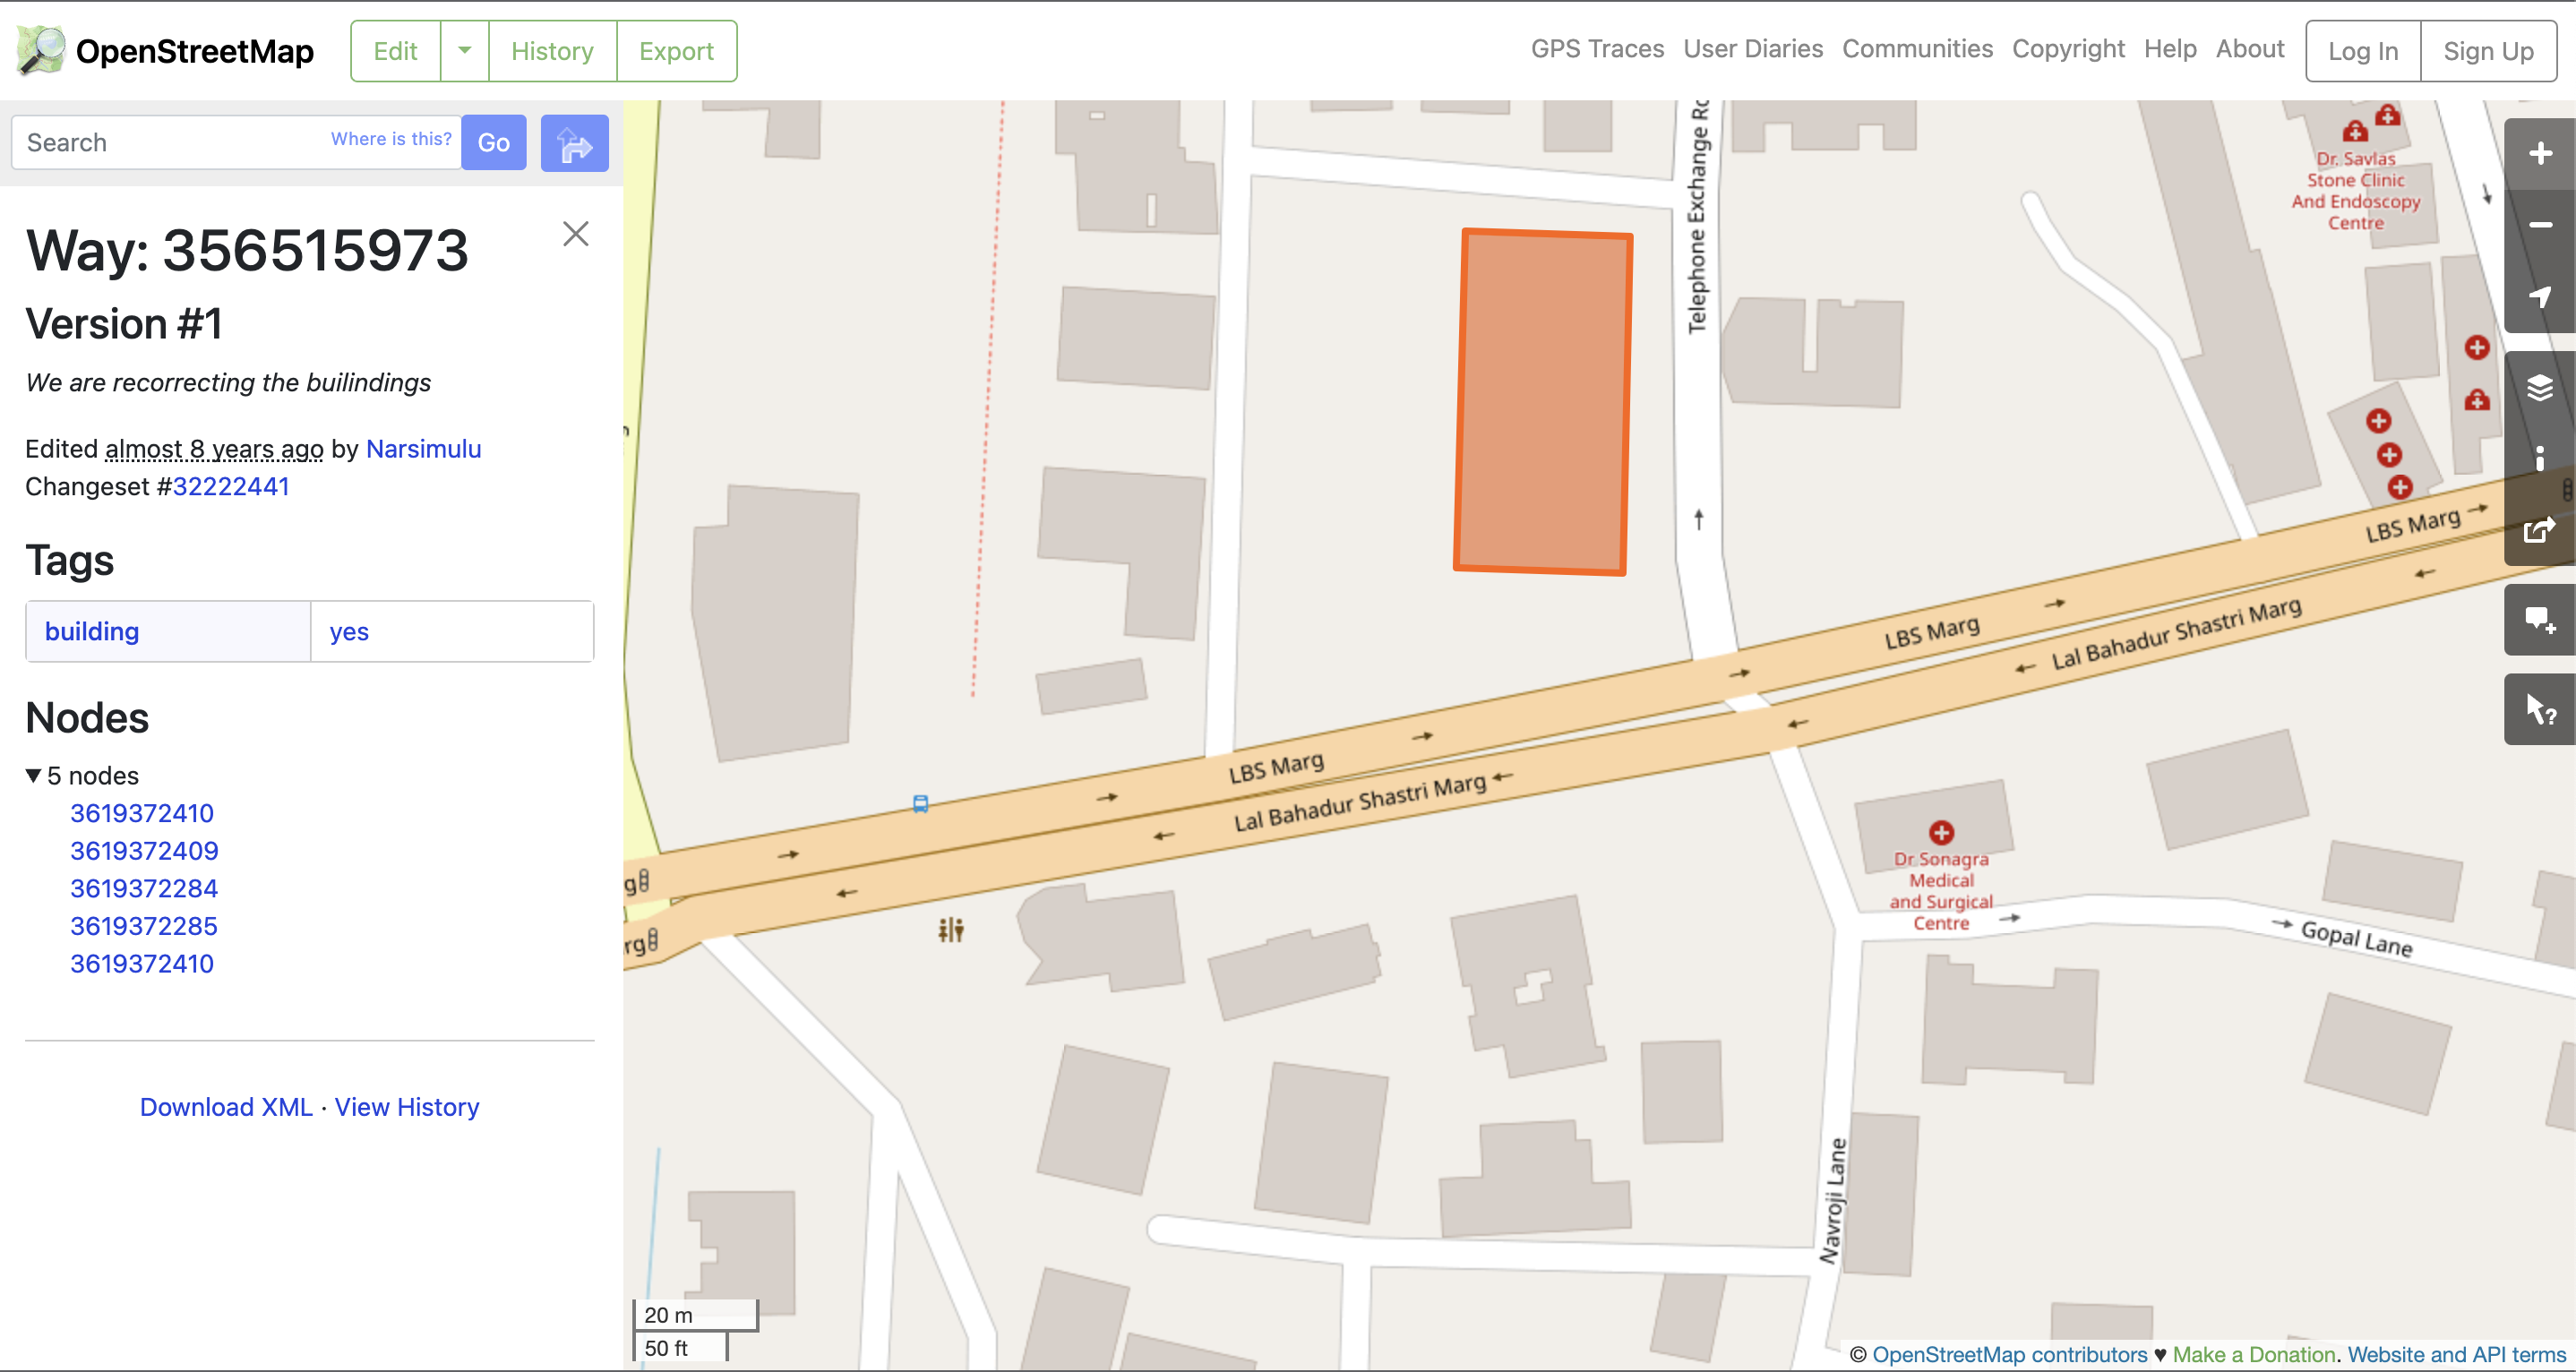 OpenStreetMap
Edit
History
Export
GPS Traces
User Diaries
Communities
Copyright
Help
About
Log In
Sign Up
Search
Where is this?
Go
Way: 356515973
Version #1
We are recorrecting the builindings
Edited almost 8 years ago by Narsimulu
Changeset #32222441
Tags
building
yes
Nodes
▼ 5 nodes
3619372410
3619372409
3619372284
3619372285
3619372410
Download XML · View History
Telephone Exchange Ro
Dr. Savlas
Stone Clinic
And Endoscopy
Centre
LBS Marg
LBS Marg
Lal Bahadur Shastri Marg
LBS Marg
Lal Bahadur Shastri Marg
g
rg
Dr Sonagra
Medical
and Surgical
Centre
Gopal Lane
Navroji Lane
20 m
50 ft
© OpenStreetMap contributors ♥ Make a Donation. Website and API terms